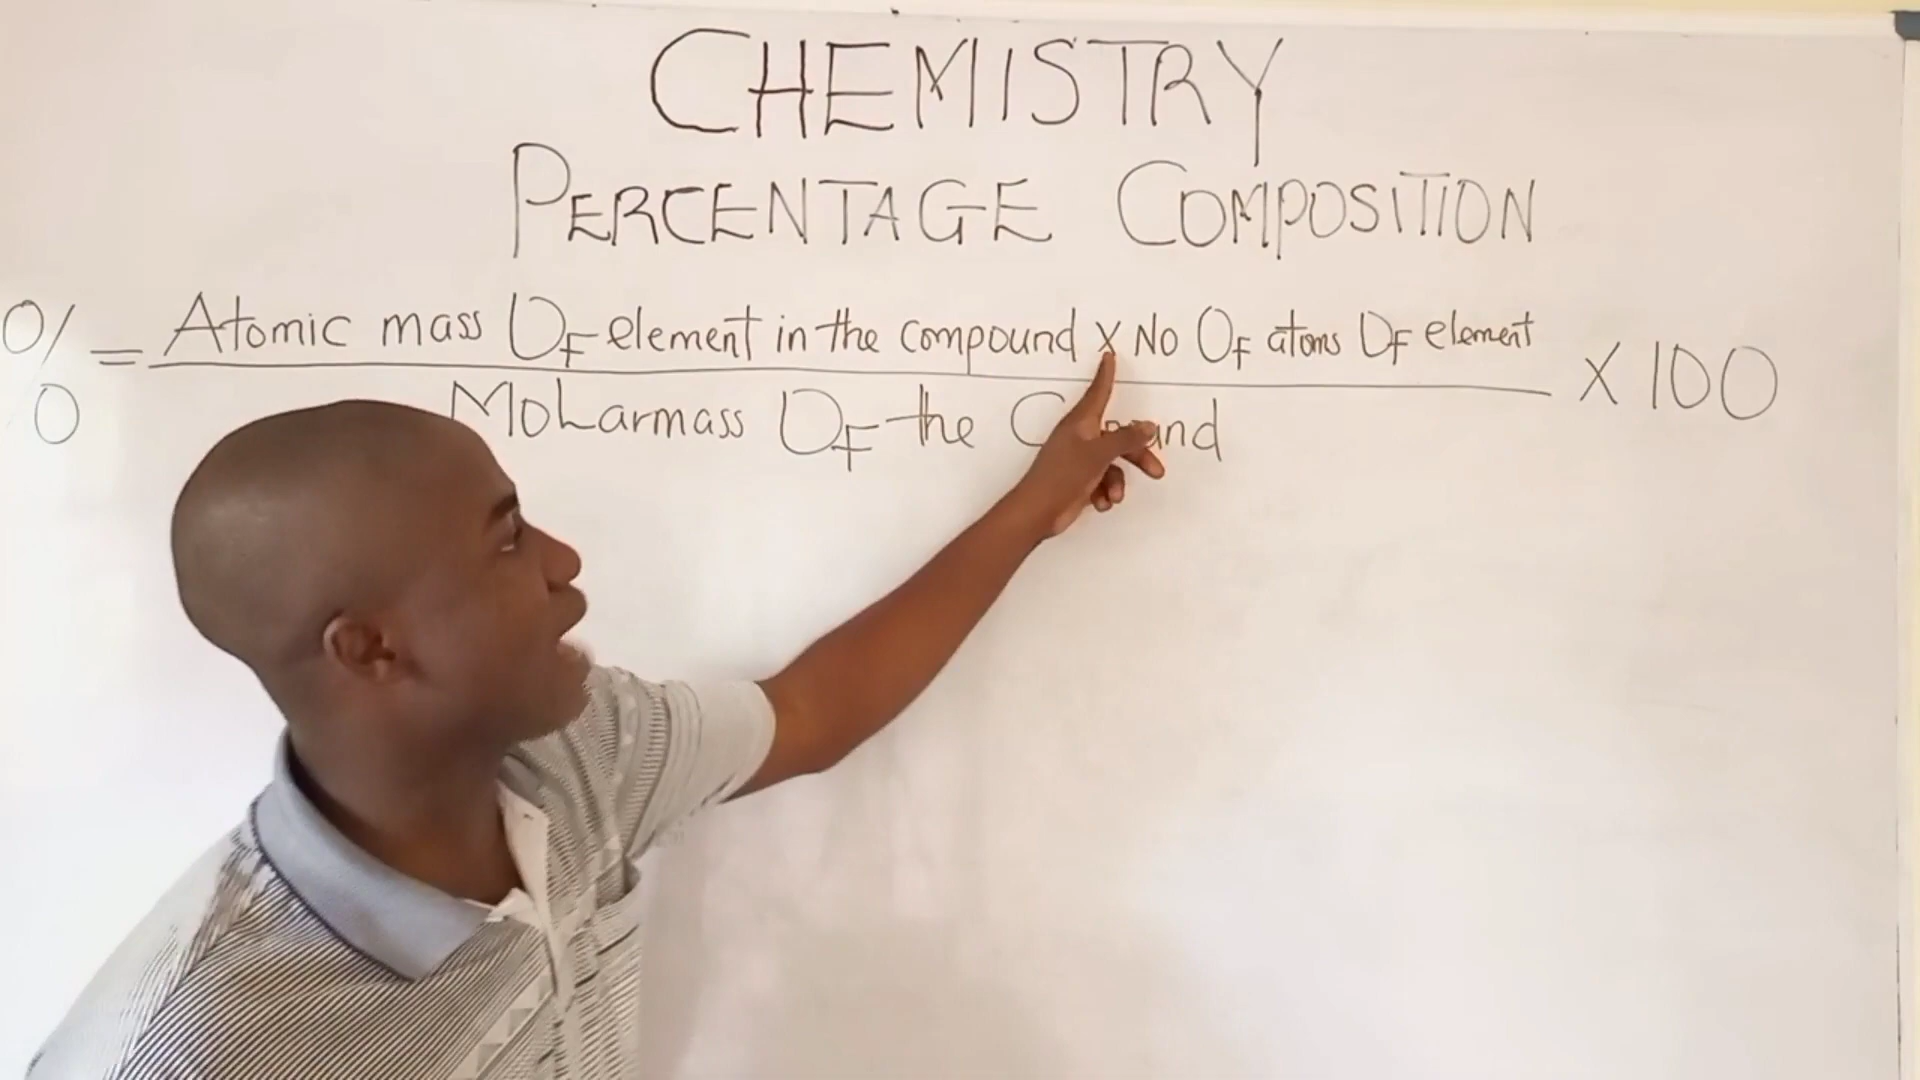 CHEMISTRY
PERCENTAGE COMPOSITION
% = Atomic mass OF element in the compound X No OF atoms OF element X 100
Molarmass OF the